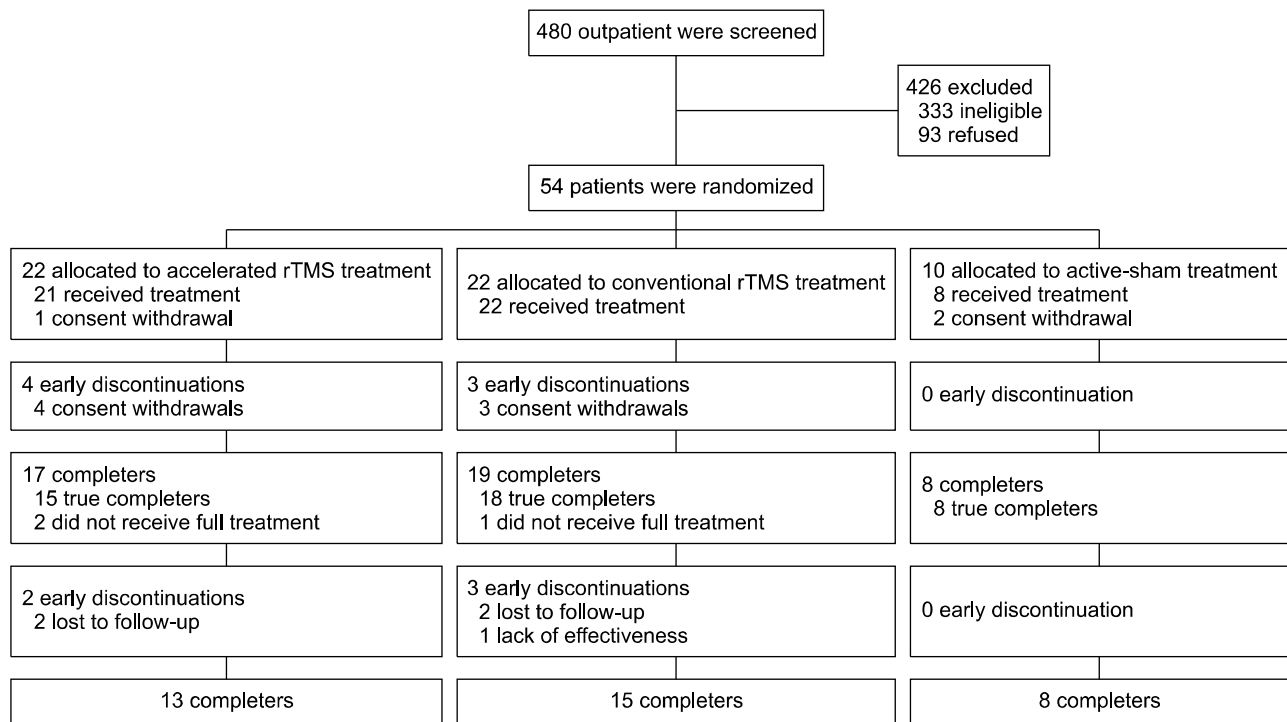 480 outpatient were screened
426 excluded
333 ineligible
93 refused
54 patients were randomized
22 allocated to accelerated rTMS treatment
21 received treatment
1 consent withdrawal
22 allocated to conventional rTMS treatment
22 received treatment
10 allocated to active-sham treatment
8 received treatment
2 consent withdrawal
4 early discontinuations
4 consent withdrawals
3 early discontinuations
3 consent withdrawals
0 early discontinuation
17 completers
15 true completers
2 did not receive full treatment
19 completers
18 true completers
1 did not receive full treatment
8 completers
8 true completers
2 early discontinuations
2 lost to follow-up
3 early discontinuations
2 lost to follow-up
1 lack of effectiveness
0 early discontinuation
13 completers
15 completers
8 completers